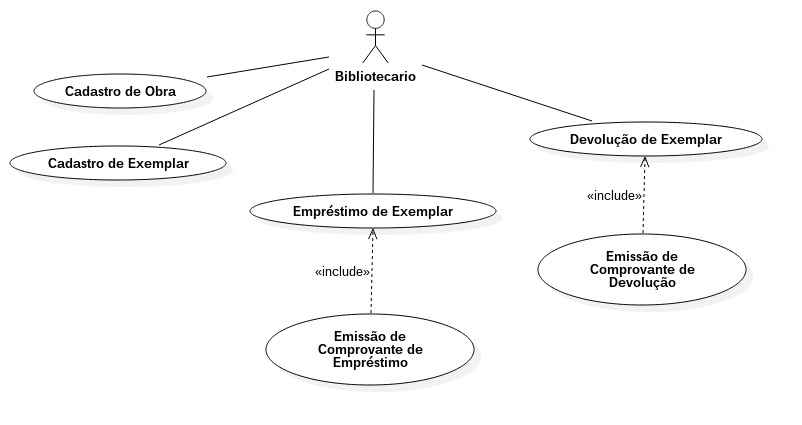 Bibliotecario
Cadastro de Obra
Cadastro de Exemplar
Devolução de Exemplar
«include»
Empréstimo de Exemplar
Emissão de
Comprovante de
Devolução
«include»
Emissão de
Comprovante de
Empréstimo